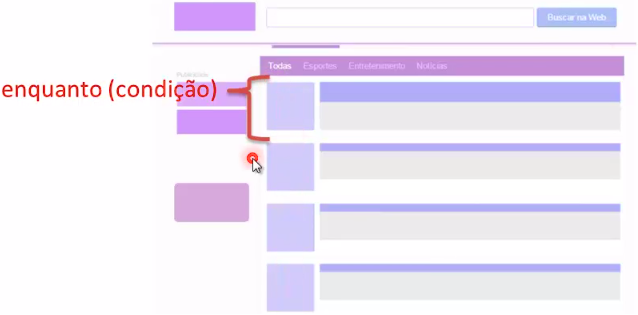 Buscar na Web
Todas Esportes Entretenimento Notícias
enquanto (condição)